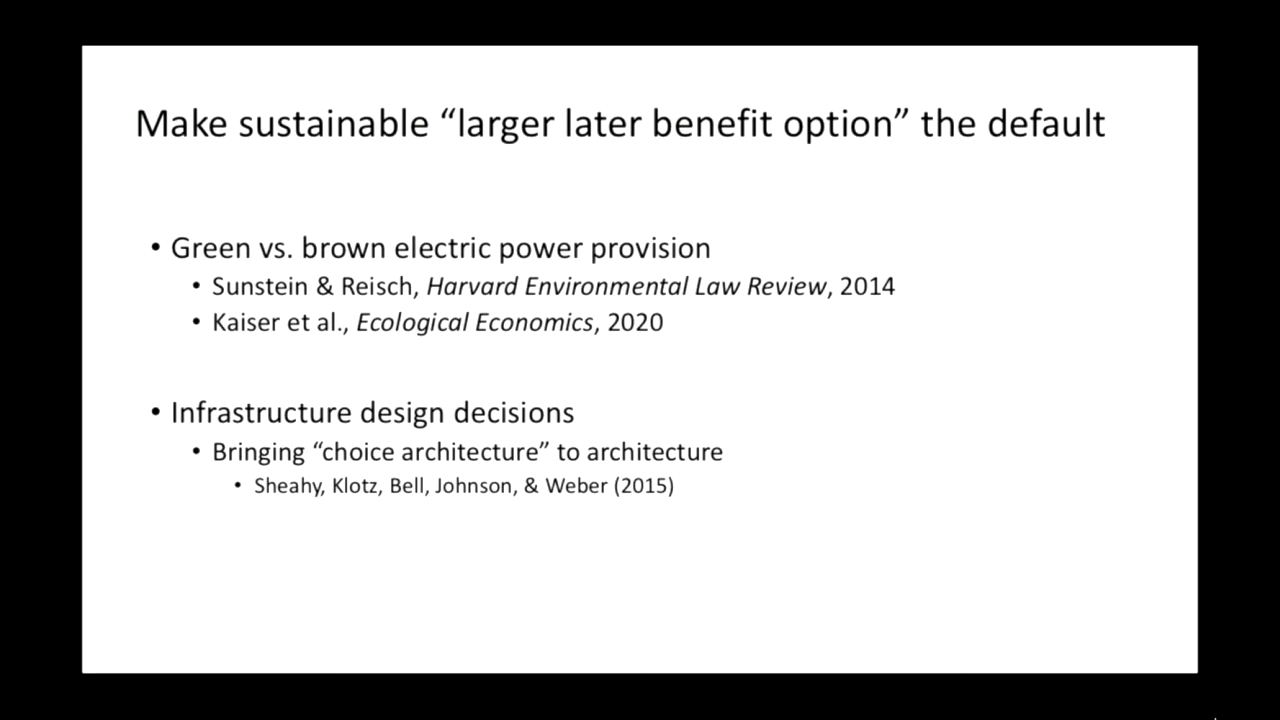 Make sustainable “larger later benefit option” the default
• Green vs. brown electric power provision
• Sunstein & Reisch, Harvard Environmental Law Review, 2014
• Kaiser et al., Ecological Economics, 2020
• Infrastructure design decisions
• Bringing “choice architecture” to architecture
• Sheahy, Klotz, Bell, Johnson, & Weber (2015)